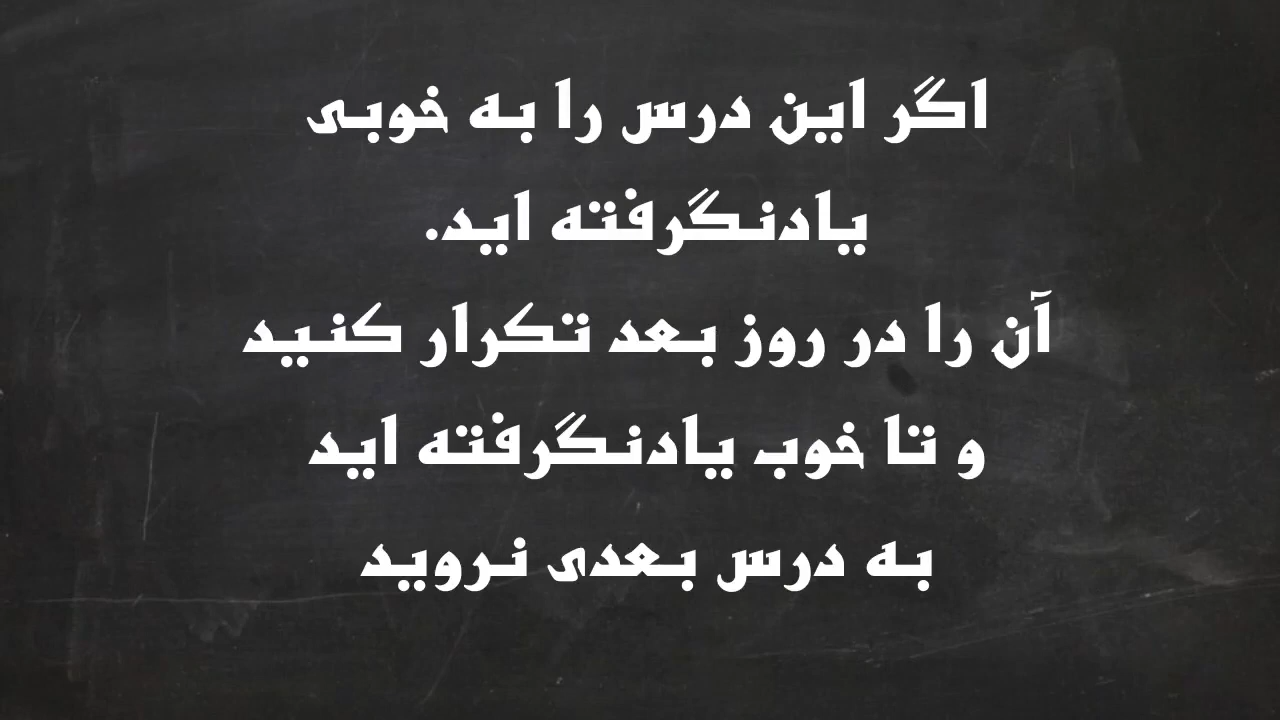 اگر این درس را به خوبی
یادنگرفته اید.
آن را در روز بعد تکرار کنید
و تا خوب یادنگرفته اید
به درس بعدی نروید